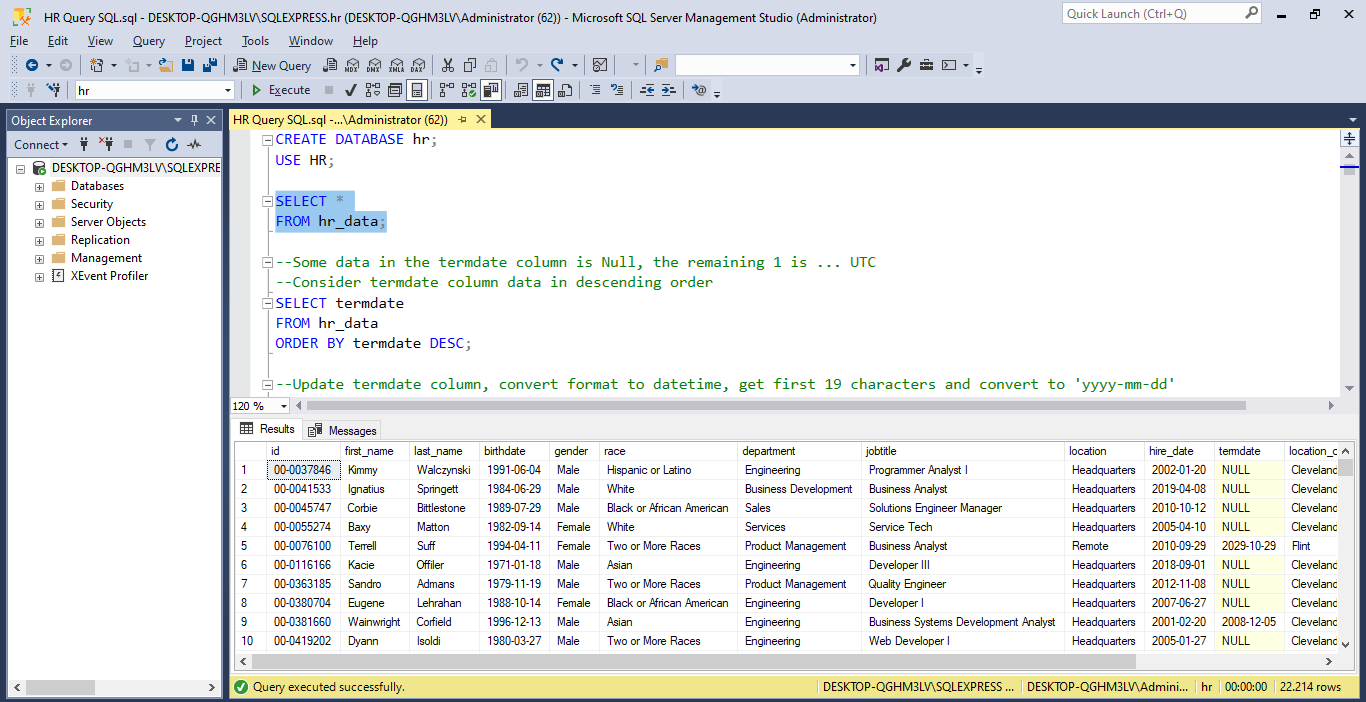 HR Query SQL.sql - DESKTOP-QGHM3LV\SQLEXPRESS.hr (DESKTOP-QGHM3LV\Administrator (62)) - Microsoft SQL Server Management Studio (Administrator)
Quick Launch (Ctrl+Q)
File Edit View Query Project Tools Window Help
New Query MDX DMX XMLA DAX
hr Execute
Object Explorer
Connect
DESKTOP-QGHM3LV\SQLEXPRE
Databases
Security
Server Objects
Replication
Management
XEvent Profiler
HR Query SQL.sql -...\Administrator (62))
CREATE DATABASE hr;
USE HR;
SELECT *
FROM hr_data;
--Some data in the termdate column is Null, the remaining 1 is ... UTC
--Consider termdate column data in descending order
SELECT termdate
FROM hr_data
ORDER BY termdate DESC;
--Update termdate column, convert format to datetime, get first 19 characters and convert to 'yyyy-mm-dd'
120 %
Results Messages
id first_name last_name birthdate gender race department jobtitle location hire_date termdate location_c
1 00-0037846 Kimmy Walczynski 1991-06-04 Male Hispanic or Latino Engineering Programmer Analyst I Headquarters 2002-01-20 NULL Cleveland
2 00-0041533 Ignatius Springett 1984-06-29 Male White Business Development Business Analyst Headquarters 2019-04-08 NULL Cleveland
3 00-0045747 Corbie Bittlestone 1989-07-29 Male Black or African American Sales Solutions Engineer Manager Headquarters 2010-10-12 NULL Cleveland
4 00-0055274 Baxy Matton 1982-09-14 Female White Services Service Tech Headquarters 2005-04-10 NULL Cleveland
5 00-0076100 Terrell Suff 1994-04-11 Female Two or More Races Product Management Business Analyst Remote 2010-09-29 2029-10-29 Flint
6 00-0116166 Kacie Offiler 1971-01-18 Male Asian Engineering Developer III Headquarters 2018-09-01 NULL Cleveland
7 00-0363185 Sandro Admans 1979-11-19 Male Two or More Races Product Management Quality Engineer Headquarters 2012-11-08 NULL Cleveland
8 00-0380704 Eugene Lehrahan 1988-10-14 Female Black or African American Engineering Developer I Headquarters 2007-06-27 NULL Cleveland
9 00-0381660 Wainwright Corfield 1996-12-13 Male Asian Engineering Business Systems Development Analyst Headquarters 2001-02-20 2008-12-05 Cleveland
10 00-0419202 Dyann Isoldi 1980-03-27 Male Two or More Races Engineering Web Developer I Headquarters 2005-01-27 NULL Cleveland
Query executed successfully. DESKTOP-QGHM3LV\SQLEXPRESS ... DESKTOP-QGHM3LV\Admini... hr 00:00:00 22.214 rows